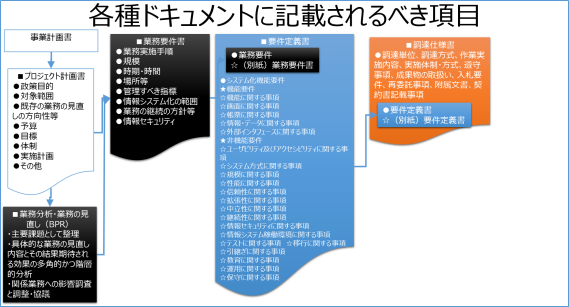 各種ドキュメントに記載されるべき項目
事業計画書
■プロジェクト計画書
●政策目的
●対象範囲
●既存の業務の見直
しの方向性等
●予算
●目標
●体制
●実施計画
●その他
■業務分析・業務の見
直し（BPR）
・主要課題として整理
・具体的な業務の見直し
内容とその結果期待され
る効果の多角的かつ階層
的分析
・関係業務への影響調査
と調整・協議
■業務要件書
●業務実施手順
●規模
●時期・時間
●場所等
●管理すべき指標
●情報システム化の範囲
●業務の継続の方針等
●情報セキュリティ
■要件定義書
●業務要件
☆（別紙）業務要件書
●システム化機能要件
★機能要件
☆機能に関する事項
☆画面に関する事項
☆帳票に関する事項
☆情報・データに関する事項
☆外部インタフェースに関する事項
★非機能要件
☆ユーザビリティ及びアクセシビリティに関する事
項
☆システム方式に関する事項
☆規模に関する事項
☆性能に関する事項
☆信頼性に関する事項
☆拡張性に関する事項
☆中立性に関する事項
☆継続性に関する事項
☆情報セキュリティに関する事項
☆情報システム稼働環境に関する事項
☆テストに関する事項　☆移行に関する事項
☆引継ぎに関する事項
☆教育に関する事項
☆運用に関する事項
☆保守に関する事項
■調達仕様書
●調達単位、調達方式、作業実
施内容、実施体制・方式、遵守
事項、成果物の取扱い、入札要
件、再委託事項、附属文書、契
約書記載事項
●要件定義書
☆（別紙）要件定義書